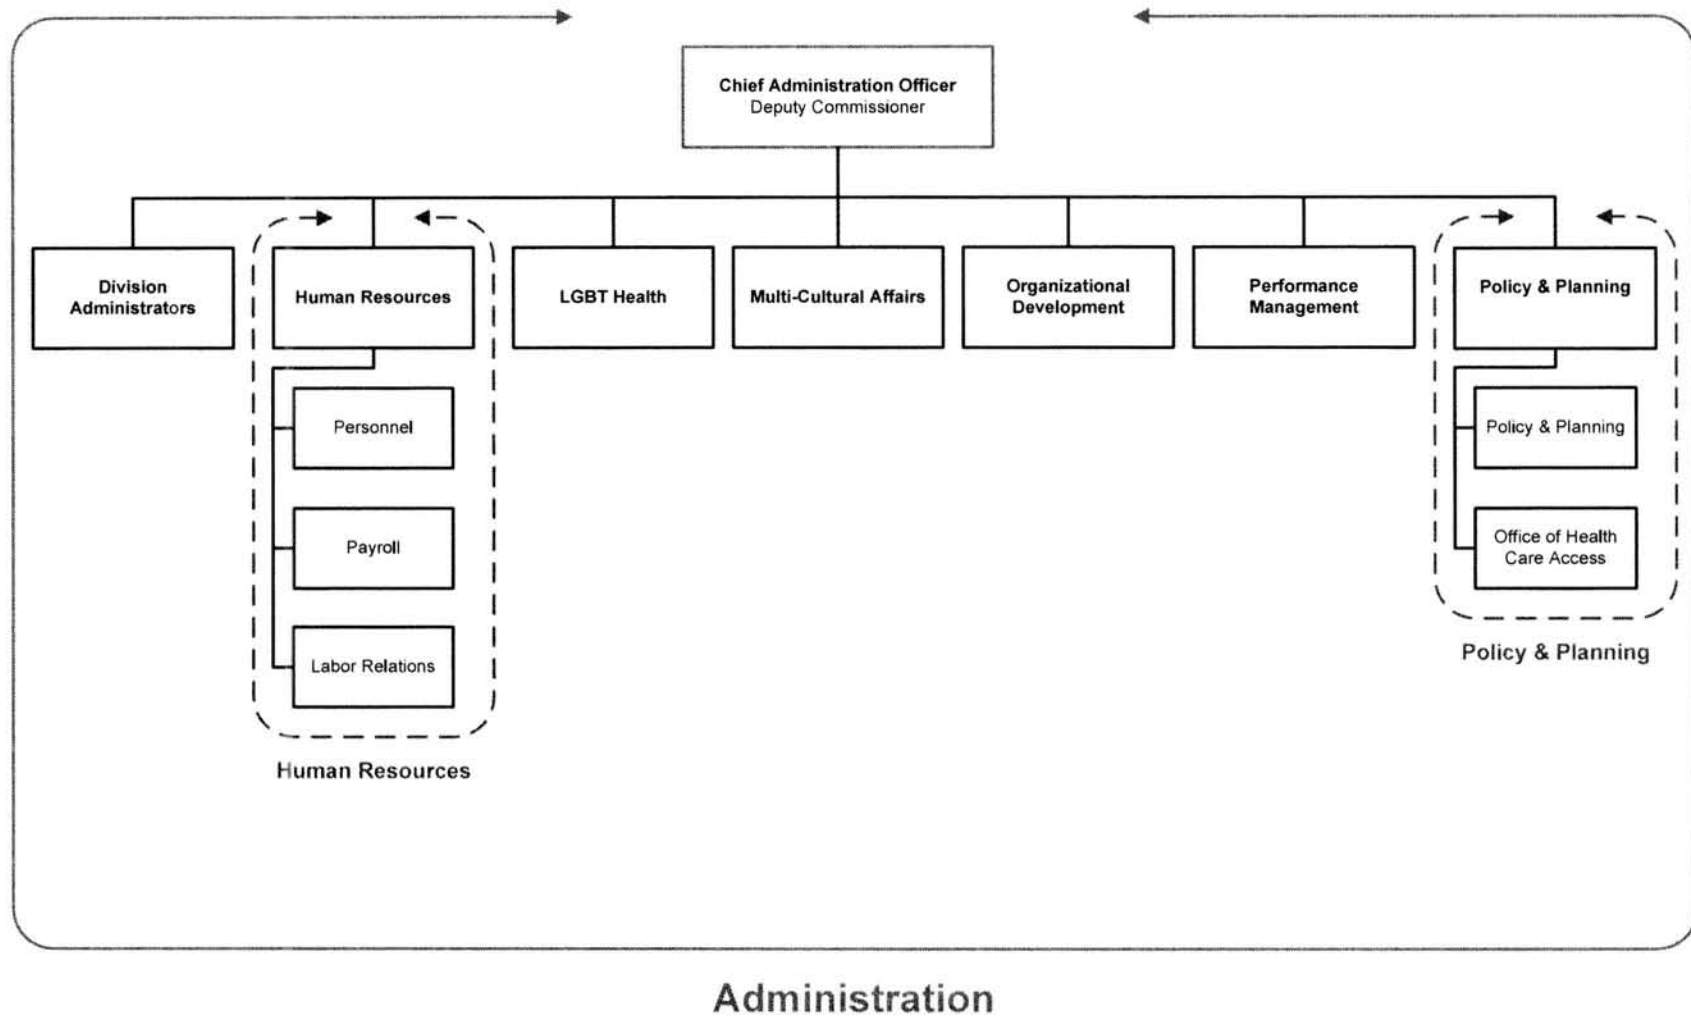 Chief Administration Officer
Deputy Commissioner
Division
Administrators
Human Resources
LGBT Health
Multi-Cultural Affairs
Organizational
Development
Performance
Management
Policy & Planning
Personnel
Payroll
Labor Relations
Human Resources
Policy & Planning
Office of Health
Care Access
Policy & Planning
Administration